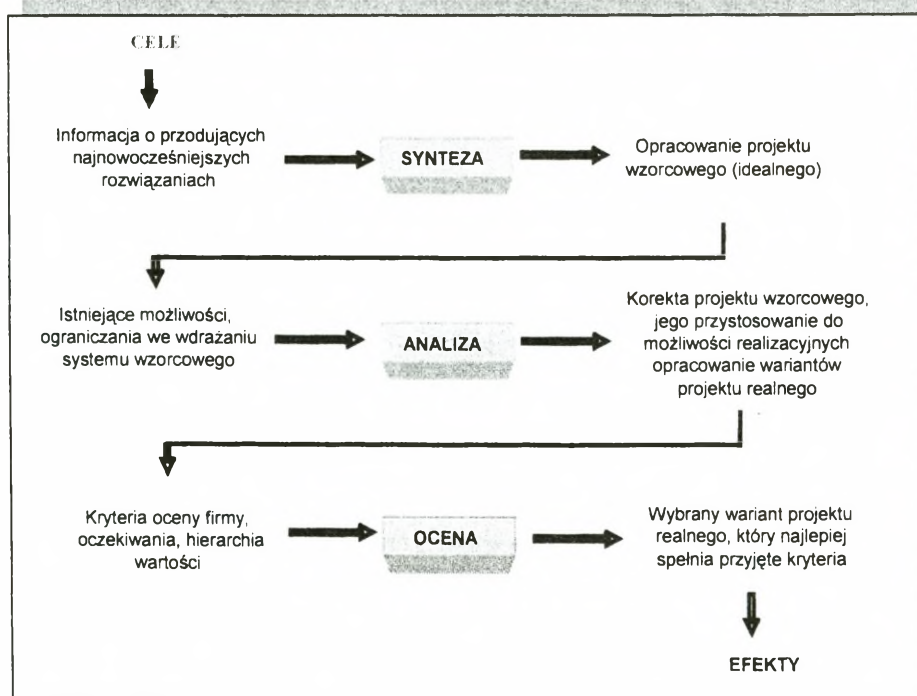 CELE
Informacja o przodujących
najnowocześniejszych
rozwiązaniach
SYNTEZA
Opracowanie projektu
wzorcowego (idealnego)
Istniejące możliwości,
ograniczania we wdrażaniu
systemu wzorcowego
ANALIZA
Korekta projektu wzorcowego,
jego przystosowanie do
możliwości realizacyjnych
opracowanie wariantów
projektu realnego
Kryteria oceny firmy,
oczekiwania, hierarchia
wartości
OCENA
Wybrany wariant projektu
realnego, który najlepiej
spełnia przyjęte kryteria
EFEKTY